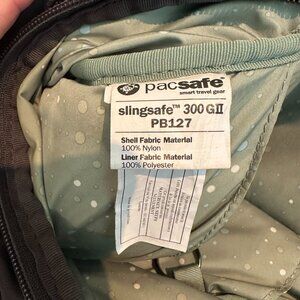 pacsafe
smart travel gear
slingsafe™ 300 GII
PB127
Shell Fabric Material
100% Nylon
Liner Fabric Material
100% Polyester